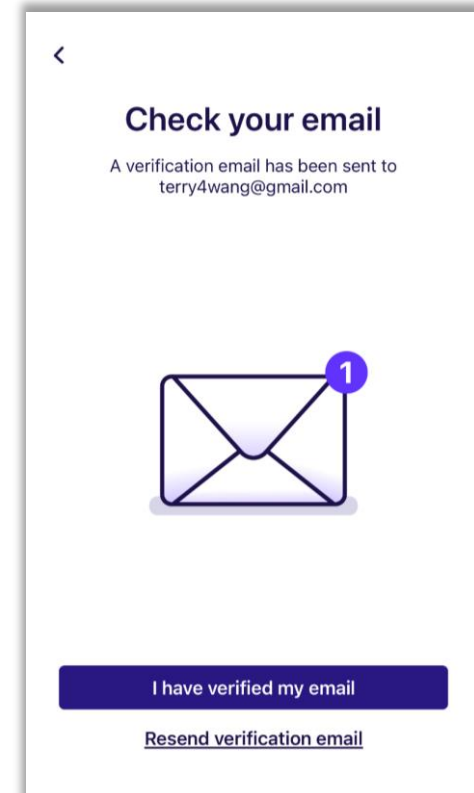 Check your email
A verification email has been sent to
terry4wang@gmail.com
1
I have verified my email
Resend verification email